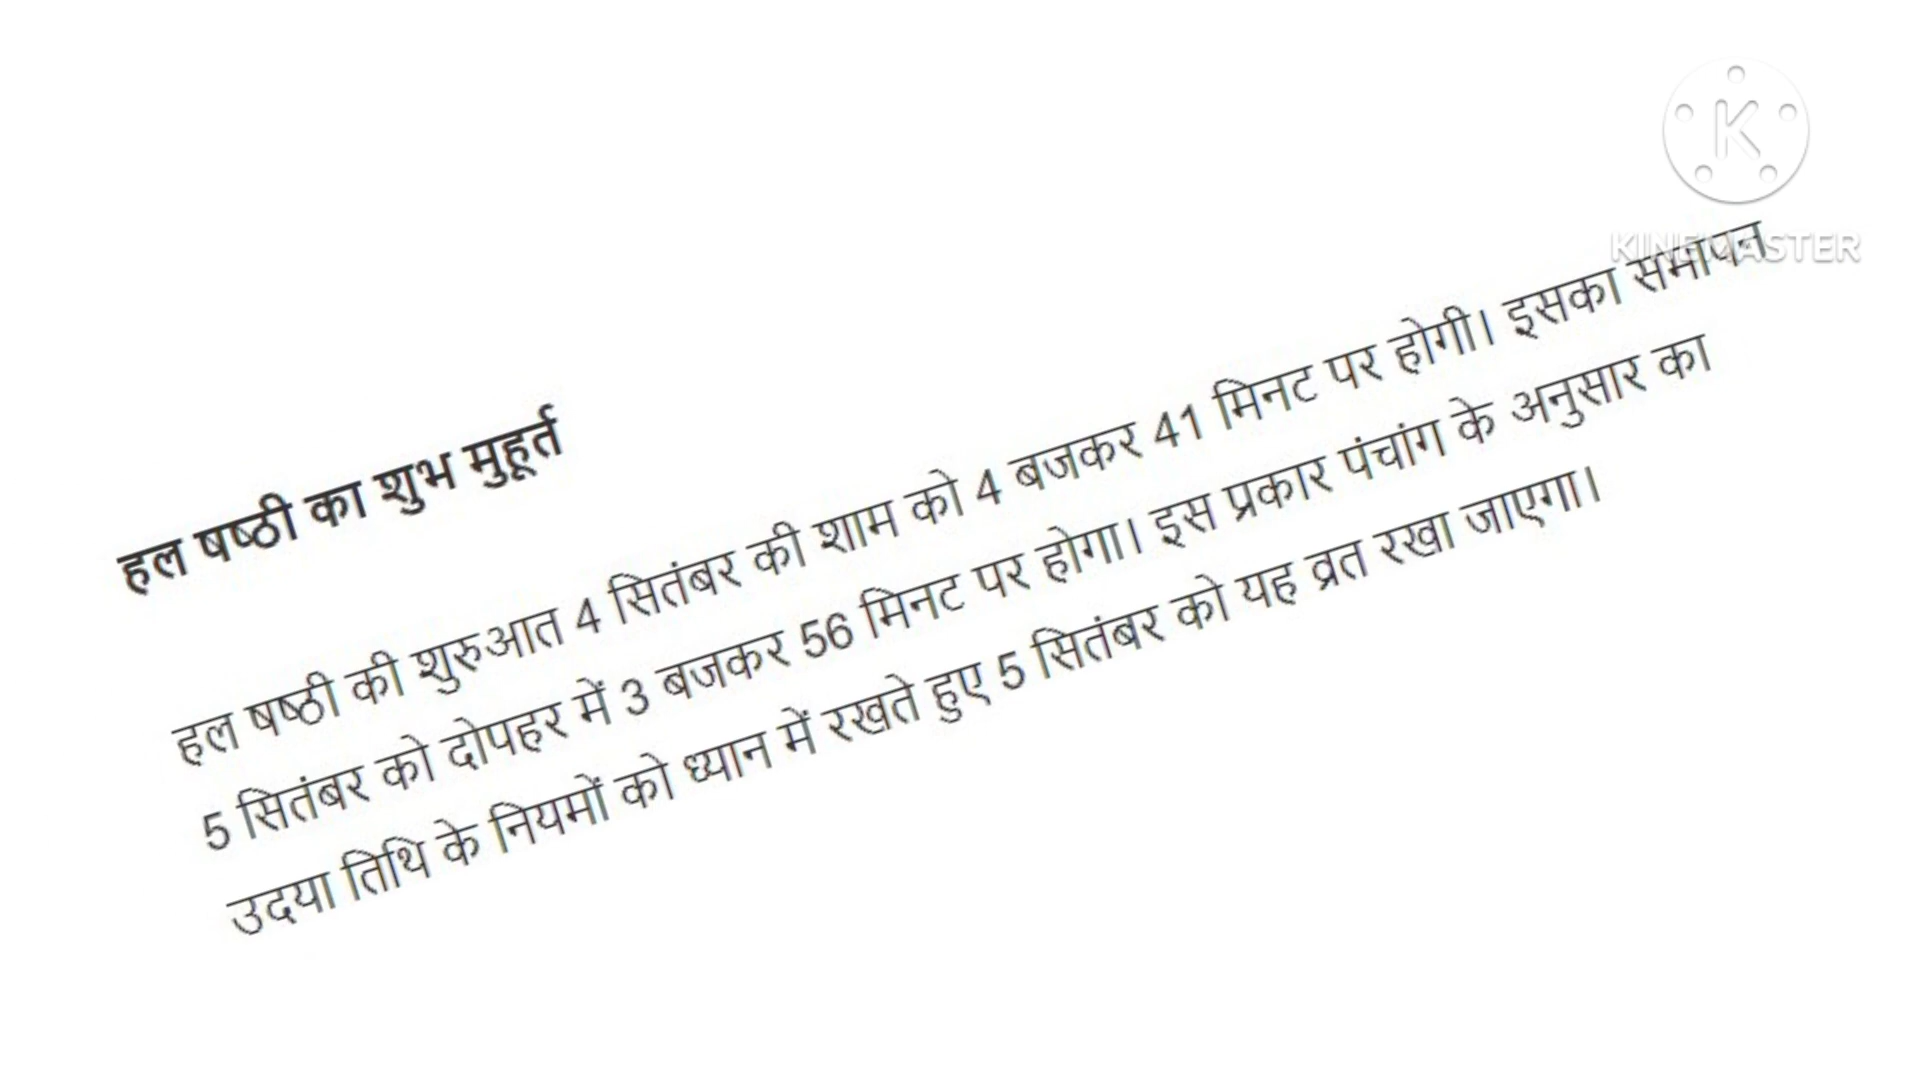 KINEMASTER
हल षष्ठी का शुभ मुहूर्त
हल षष्ठी की शुरुआत 4 सितंबर की शाम को 4 बजकर 41 मिनट पर होगी। इसका समापन
5 सितंबर को दोपहर में 3 बजकर 56 मिनट पर होगा। इस प्रकार पंचांग के अनुसार का
उदया तिथि के नियमों को ध्यान में रखते हुए 5 सितंबर को यह व्रत रखा जाएगा।